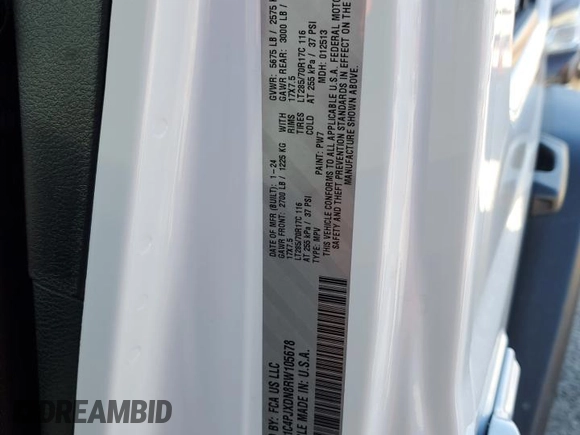 D BY: FCA US LLC
DATE OF MFR (BUILT): 1-24
GVWR: 5675 LB / 2575
GAWR FRONT: 2700 LB / 1225 KG WITH GAWR REAR: 3000 LB /
17X7.5 RIMS 17X7.5
LT285/70R17C 116 TIRES LT285/70R17C 116
AT 255 kPa / 37 PSI COLD AT 255 kPa / 37 PSI
1C4PJXDN8RW105678
TYPE: MPV PAINT: PW7 MDH: 012513
LE MADE IN: U.S.A.
THIS VEHICLE CONFORMS TO ALL APPLICABLE U.S.A. FEDERAL MOTOR
SAFETY AND THEFT PREVENTION STANDARDS IN EFFECT ON THE
MANUFACTURE SHOWN ABOVE.
DREAMBID